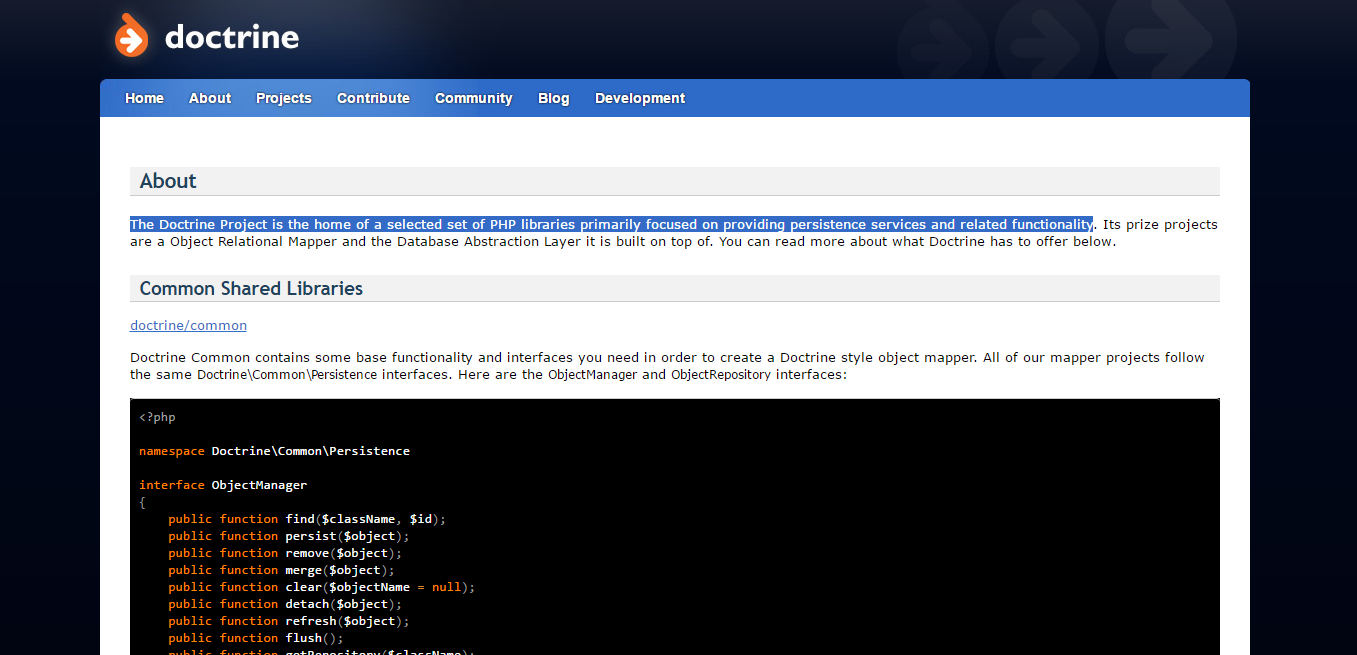 doctrine
Home About Projects Contribute Community Blog Development
About
The Doctrine Project is the home of a selected set of PHP libraries primarily focused on providing persistence services and related functionality. Its prize projects
are a Object Relational Mapper and the Database Abstraction Layer it is built on top of. You can read more about what Doctrine has to offer below.
Common Shared Libraries
doctrine/common
Doctrine Common contains some base functionality and interfaces you need in order to create a Doctrine style object mapper. All of our mapper projects follow
the same Doctrine\Common\Persistence interfaces. Here are the ObjectManager and ObjectRepository interfaces:
<?php
namespace Doctrine\Common\Persistence
interface ObjectManager
{
public function find($className, $id);
public function persist($object);
public function remove($object);
public function merge($object);
public function clear($objectName = null);
public function detach($object);
public function refresh($object);
public function flush();
public function getRepository($className);